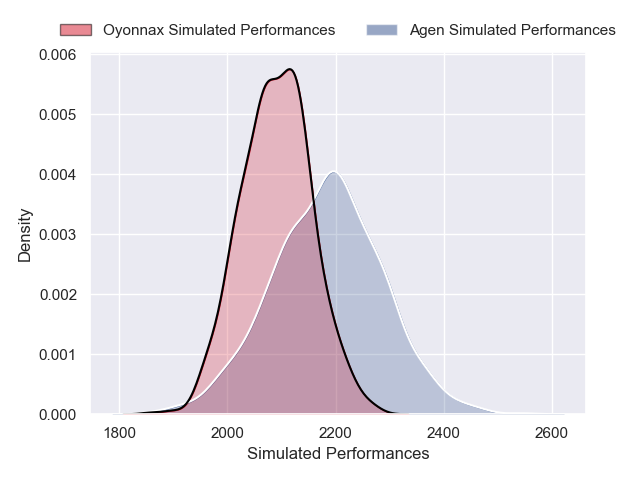 Oyonnax Simulated Performances Agen Simulated Performances
0.006
0.005
0.004
0.003
0.002
0.001
0.000
Density
1800 2000 2200 2400 2600
Simulated Performances